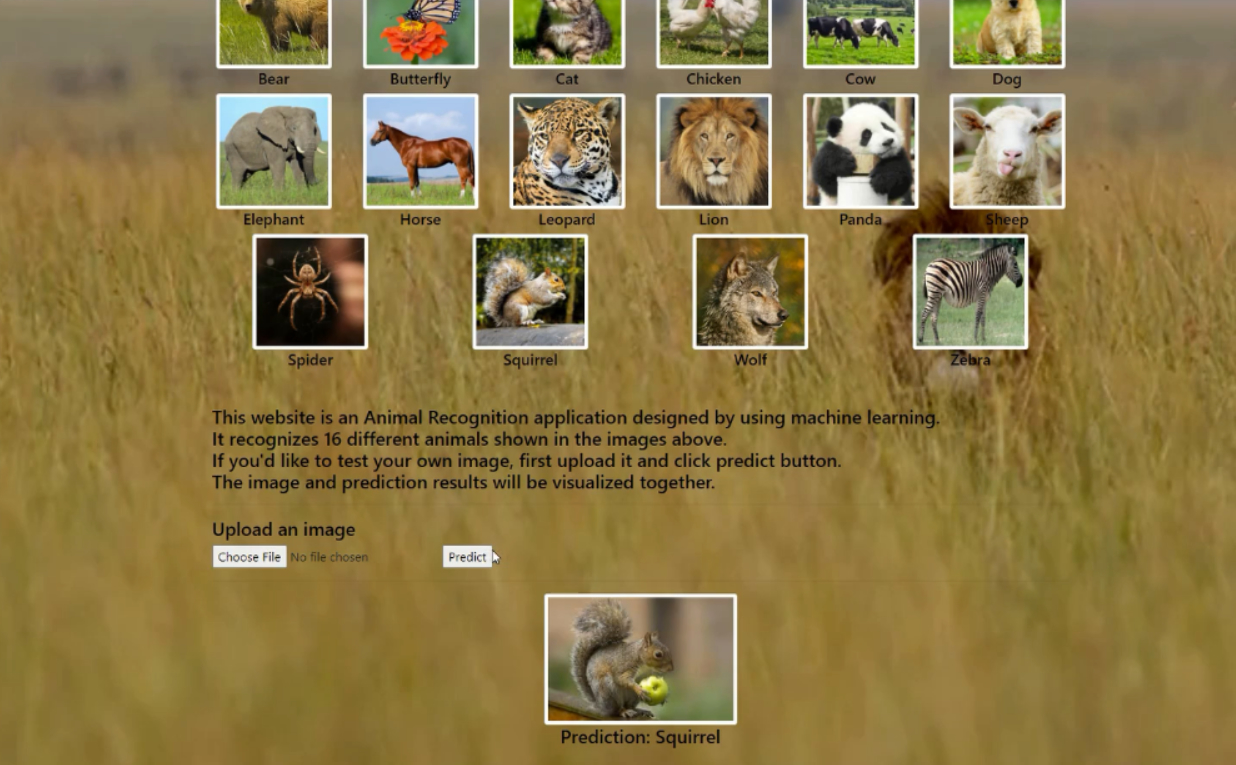 Bear Butterfly Cat Chicken Cow Dog
Elephant Horse Leopard Lion Panda Sheep
Spider Squirrel Wolf Zebra
This website is an Animal Recognition application designed by using machine learning.
It recognizes 16 different animals shown in the images above.
If you'd like to test your own image, first upload it and click predict button.
The image and prediction results will be visualized together.
Upload an image
Choose File No file chosen Predict
Prediction: Squirrel